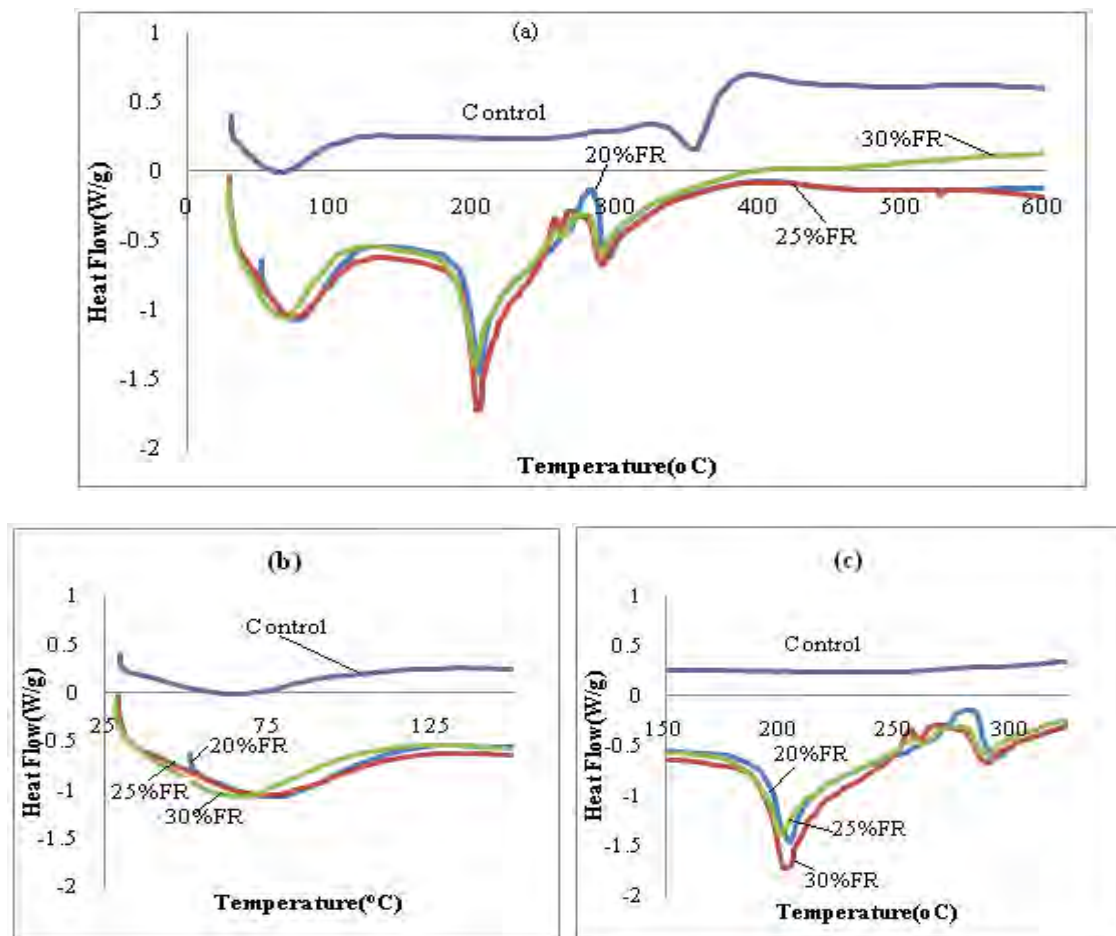 (a)
1
0.5
0
-0.5
-1
-1.5
-2
Heat Flow(W/g)
Control
20%FR
30%FR
25%FR
0 100 200 300 400 500 600
Temperature(o C)
(b)
1
0.5
0
-0.5
-1
-1.5
-2
Heat Flow(W/g)
Control
25 75 125
20%FR
25%FR
30%FR
Temperature(°C)
(c)
1
0.5
0
-0.5
-1
-1.5
-2
Heat Flow(W/g)
Control
150 200 250 300
20%FR
25%FR
30%FR
Temperature(o C)